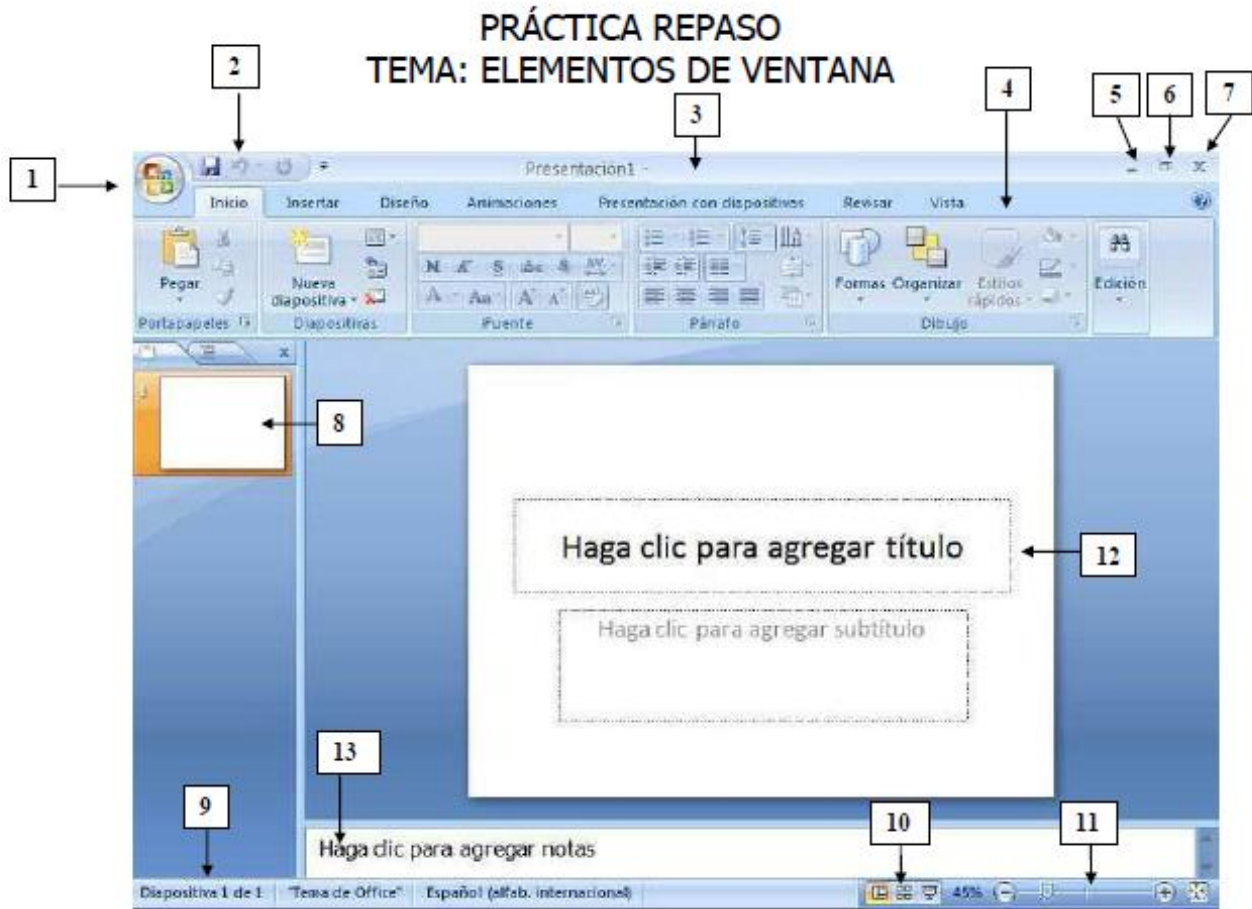 PRÁCTICA REPASO
TEMA: ELEMENTOS DE VENTANA
2
3
4
5
6
7
1
Presentación1 -
Inicio Insertar Diseño Animaciones Presentación con diapositivas Revisar Vista
Pegar
Nueva diapositiva
N K S abc S AV
A Aa A A
Formas Organizar Estilos rápidos
Edición
Portapapeles Diapositivas Fuente Párrafo Dibujo
8
Haga clic para agregar título
12
Haga clic para agregar subtítulo
13
9
10
11
Haga clic para agregar notas
Diapositiva 1 de 1 "Tema de Office" Español (alfab. internacional) 45%